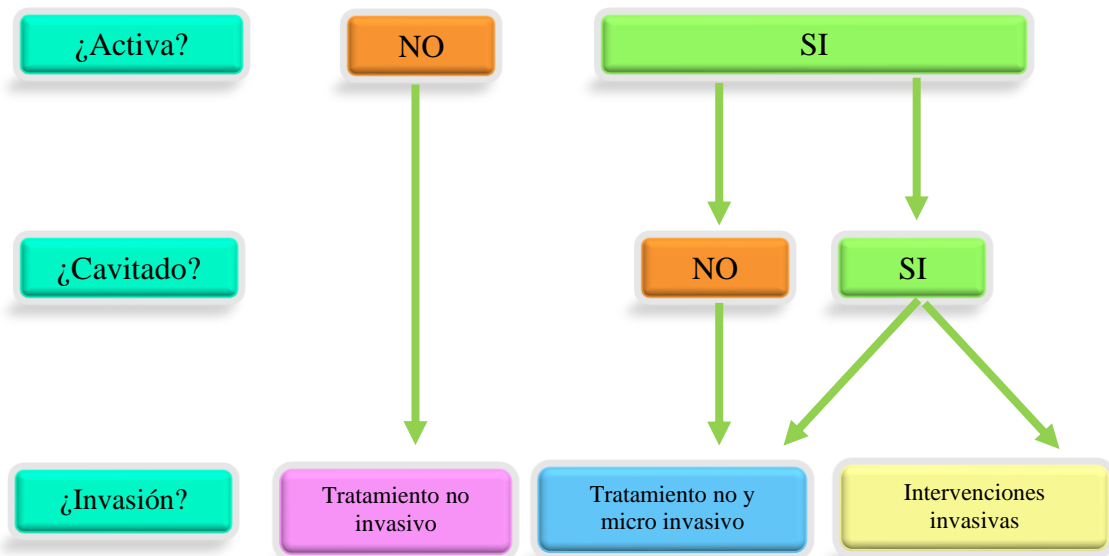 ¿Activa?
NO
SI
¿Cavitado?
NO
SI
¿Invasión?
Tratamiento no
invasivo
Tratamiento no y
micro invasivo
Intervenciones
invasivas